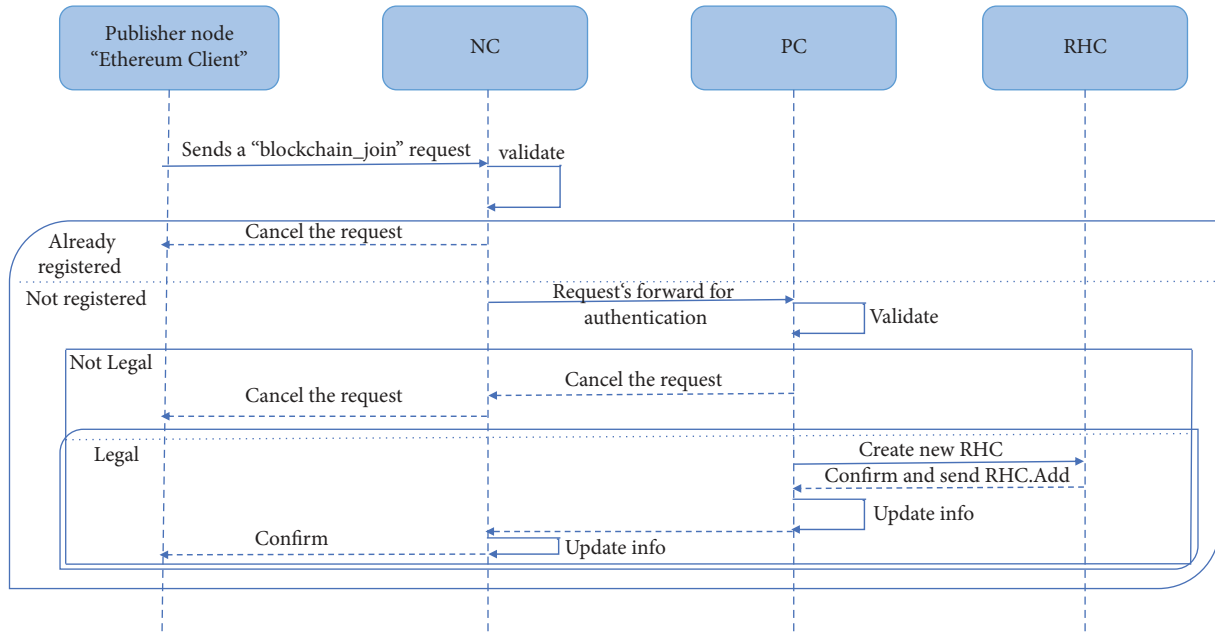 Publisher node
“Ethereum Client”
NC
PC
RHC
Sends a “blockchain_join” request
validate
Cancel the request
Already
registered
Not registered
Request‘s forward for
authentication
Validate
Not Legal
Cancel the request
Cancel the request
Legal
Create new RHC
Confirm and send RHC.Add
Update info
Confirm
Update info